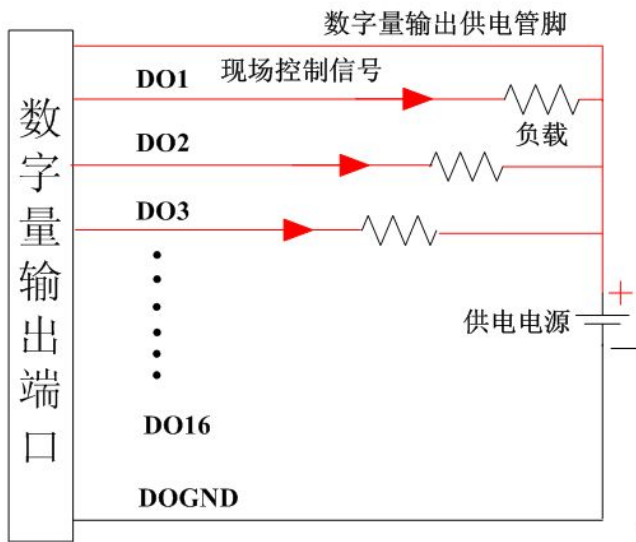 数字量输出供电管脚
DO1
现场控制信号
负载
DO2
DO3
+
供电电源
—
DO16
DOGND
数字量输出端口